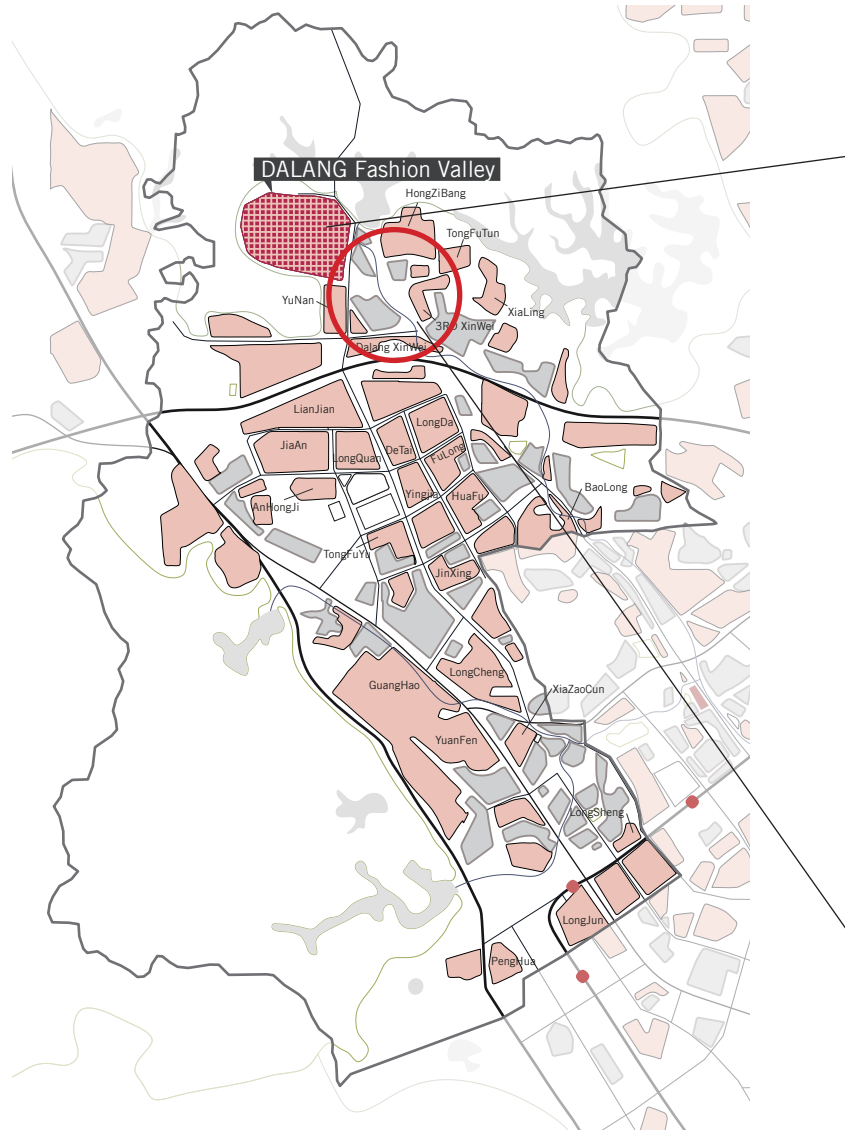 DALANG Fashion Valley
HongZiBang
TongFuTun
YuNan
XiaLing
3RD XinWei
Dalang XinWei
LianJian
LongDa
JiaAn
LongQuan
DeTai
FuLong
Yingjia
HuaFu
BaoLong
AnHongJi
TongFuYu
JinXing
LongCheng
GuangHao
XiaZaoCun
YuanFen
LongSheng
LongJun
PengHua